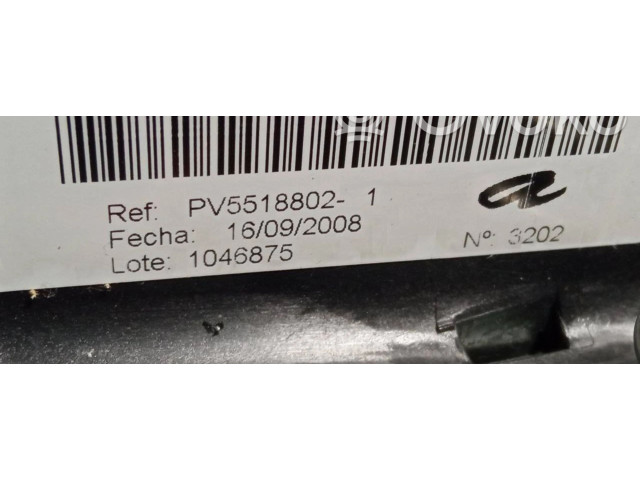 Ref: PV5518802- 1
Fecha: 16/09/2008
Lote: 1046875
Nº: 3202